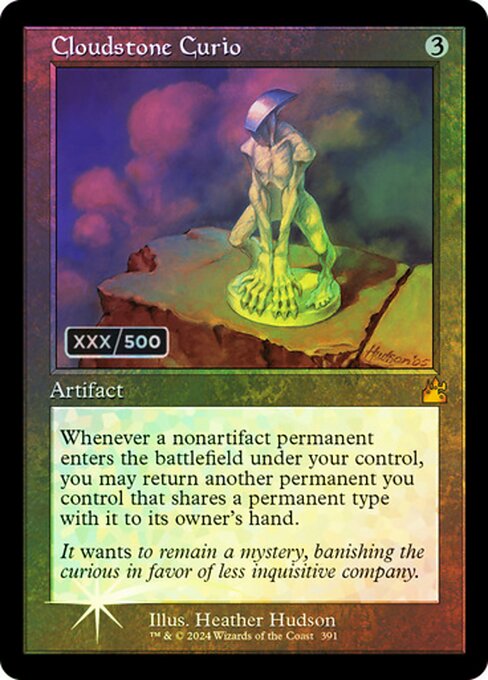 Cloudstone Curio 3
Hudson '05
XXX/500
Artifact
Whenever a nonartifact permanent
enters the battlefield under your control,
you may return another permanent you
control that shares a permanent type
with it to its owner's hand.
It wants to remain a mystery, banishing the
curious in favor of less inquisitive company.
Illus. Heather Hudson
™ & © 2024 Wizards of the Coast 391